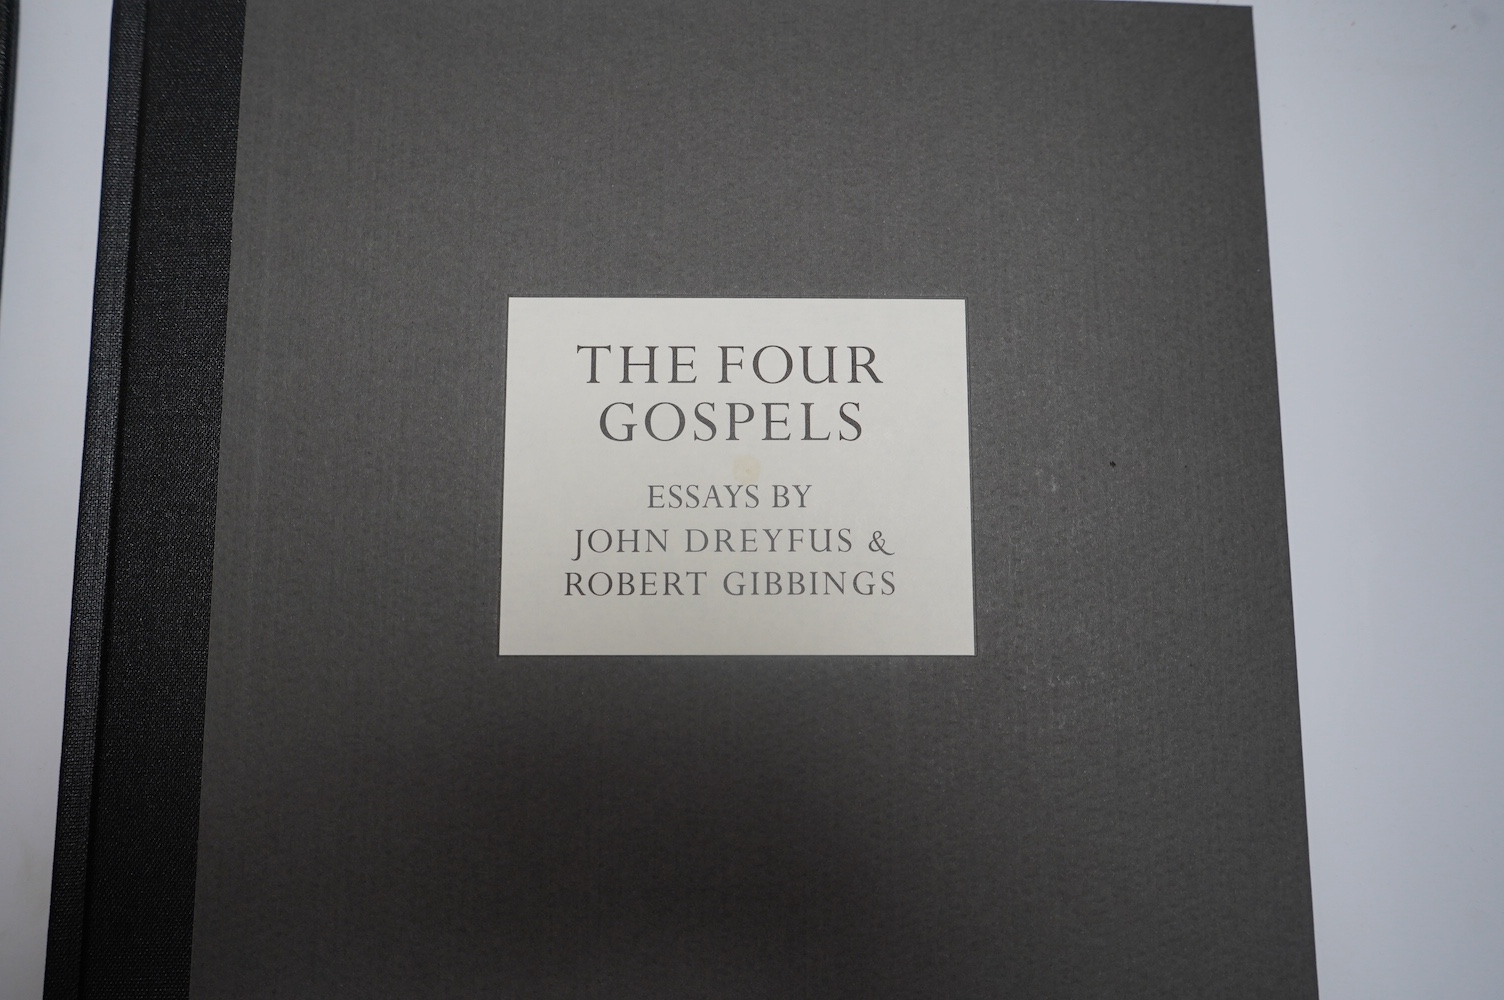 THE FOUR
GOSPELS
ESSAYS BY
JOHN DREYFUS &
ROBERT GIBBINGS